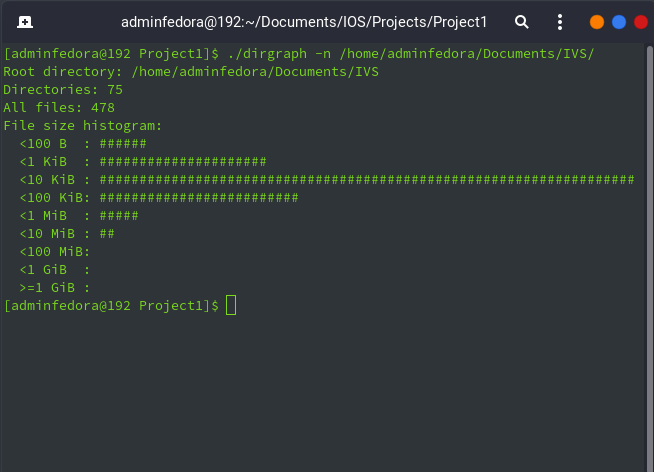 adminfedora@192:~/Documents/IOS/Projects/Project1
[adminfedora@192 Project1]$ ./dirgraph -n /home/adminfedora/Documents/IVS/
Root directory: /home/adminfedora/Documents/IVS
Directories: 75
All files: 478
File size histogram:
  <100 B  : ######
  <1 KiB  : #####################
  <10 KiB : ###################################################################
  <100 KiB: #########################
  <1 MiB  : #####
  <10 MiB : ##
  <100 MiB:
  <1 GiB  :
  >=1 GiB :
[adminfedora@192 Project1]$